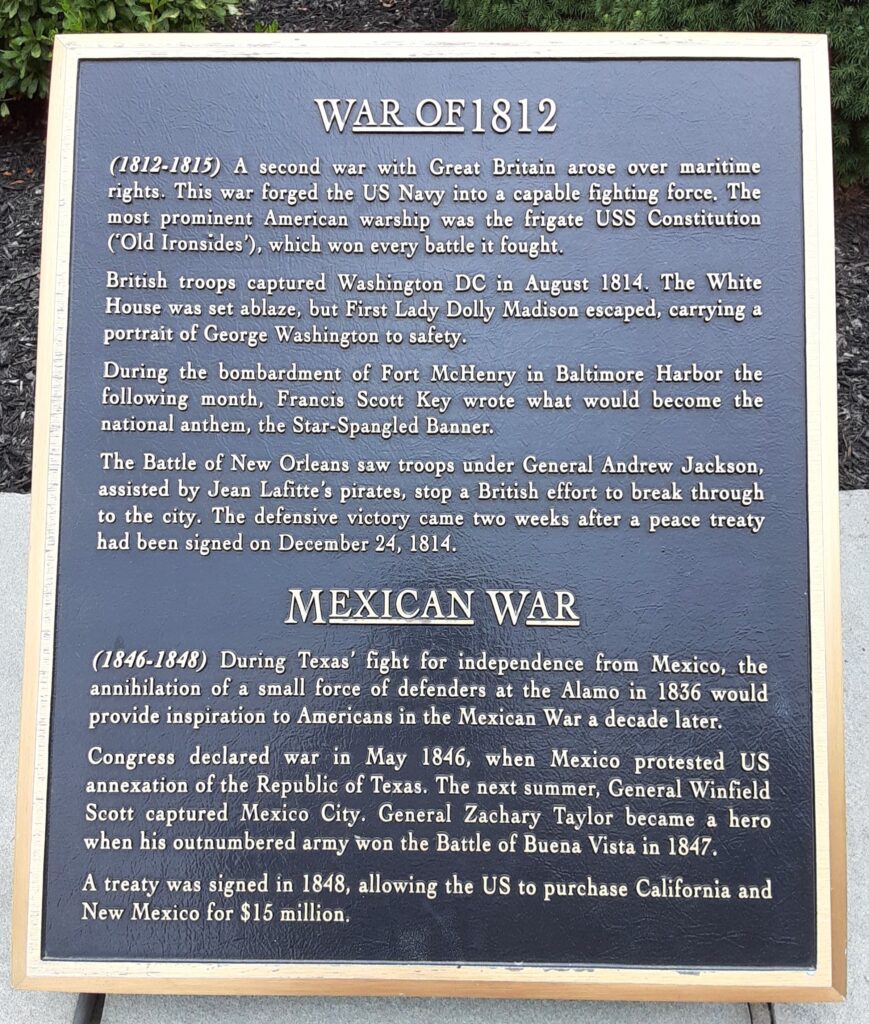 WAR OF 1812
(1812-1815) A second war with Great Britain arose over maritime
rights. This war forged the US Navy into a capable fighting force. The
most prominent American warship was the frigate USS Constitution
('Old Ironsides'), which won every battle it fought.
British troops captured Washington DC in August 1814. The White
House was set ablaze, but First Lady Dolly Madison escaped, carrying a
portrait of George Washington to safety.
During the bombardment of Fort McHenry in Baltimore Harbor the
following month, Francis Scott Key wrote what would become the
national anthem, the Star-Spangled Banner.
The Battle of New Orleans saw troops under General Andrew Jackson,
assisted by Jean Lafitte's pirates, stop a British effort to break through
to the city. The defensive victory came two weeks after a peace treaty
had been signed on December 24, 1814.
MEXICAN WAR
(1846-1848) During Texas' fight for independence from Mexico, the
annihilation of a small force of defenders at the Alamo in 1836 would
provide inspiration to Americans in the Mexican War a decade later.
Congress declared war in May 1846, when Mexico protested US
annexation of the Republic of Texas. The next summer, General Winfield
Scott captured Mexico City. General Zachary Taylor became a hero
when his outnumbered army won the Battle of Buena Vista in 1847.
A treaty was signed in 1848, allowing the US to purchase California and
New Mexico for $15 million.